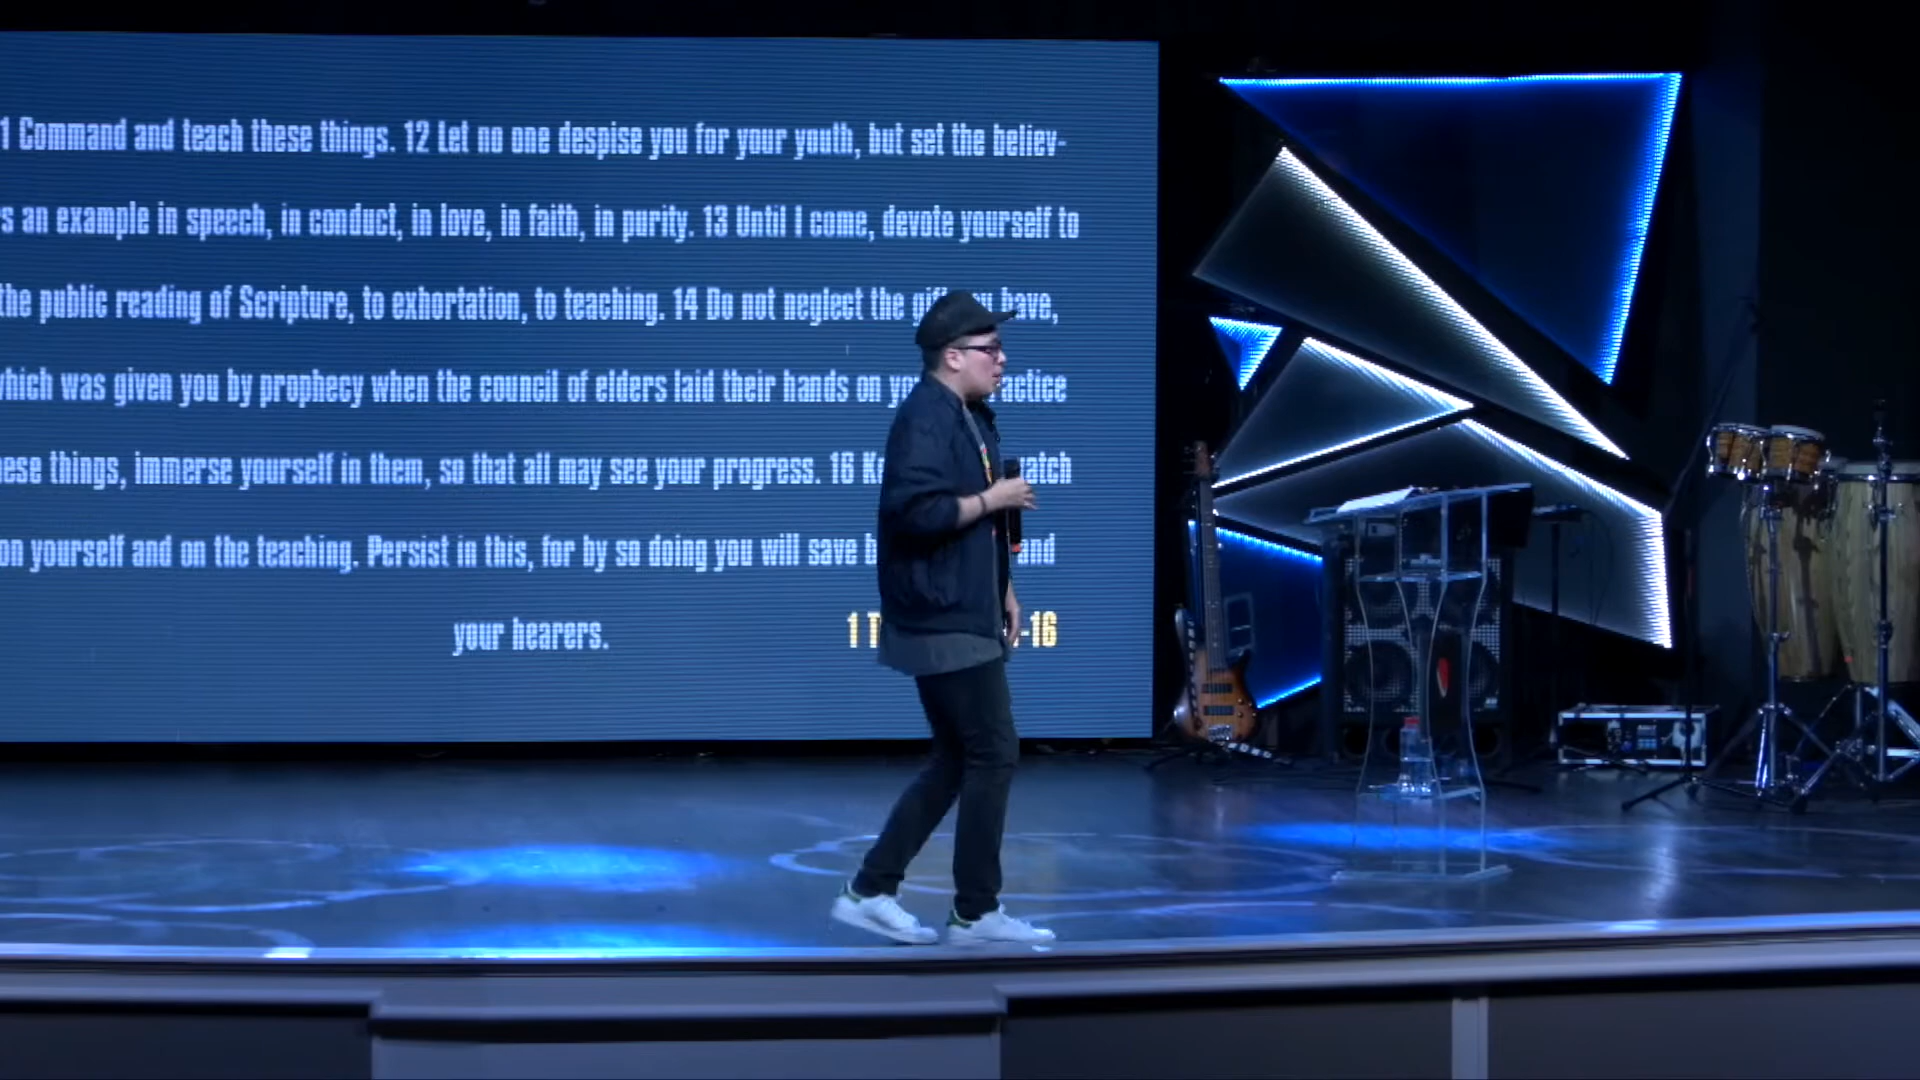 1 Command and teach these things. 12 Let no one despise you for your youth, but set the believ-
s an example in speech, in conduct, in love, in faith, in purity. 13 Until I come, devote yourself to
the public reading of Scripture, to exhortation, to teaching. 14 Do not neglect the have,
which was given you by prophecy when the council of elders laid their hands on
these things, immerse yourself in them, so that all may see your progress. 16
on yourself and on the teaching. Persist in this, for by so doing you will save and
your hearers.
1 -16